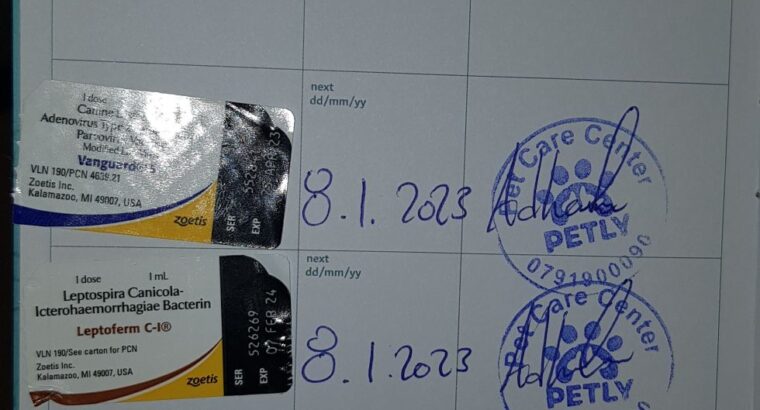 next
dd/mm/yy
1 dose
Canine
Adenovirus Type
Parvovirus
Modified
Vanguard
VLN 190/PCN 4639.21
Zoetis Inc.
Kalamazoo, MI 49007, USA
zoetis
SER
EXP
8.1.2023
Pet Care Center
PETLY
0791900090
next
dd/mm/yy
1 dose 1 mL
Leptospira Canicola-
Icterohaemorrhagiae Bacterin
Leptoferm C-I®
VLN 190/See carton for PCN
Zoetis Inc.
Kalamazoo, MI 49007, USA
zoetis
SER 526269
EXP 07 FEB 24
8.1.2023
Pet Care Center
PETLY